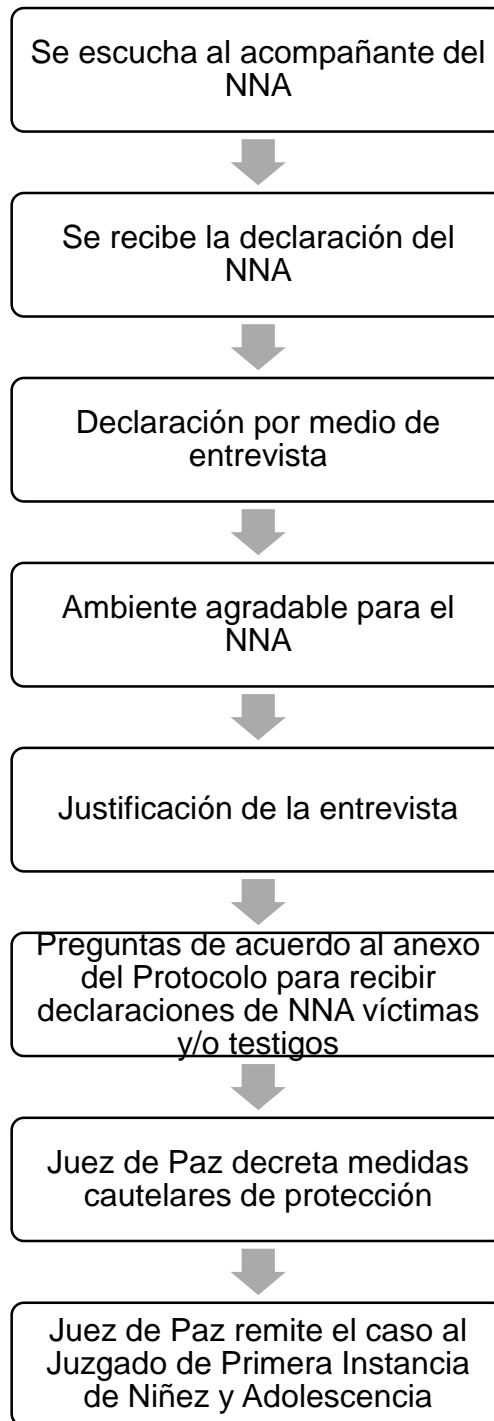 Se escucha al acompañante del
NNA
Se recibe la declaración del
NNA
Declaración por medio de
entrevista
Ambiente agradable para el
NNA
Justificación de la entrevista
Preguntas de acuerdo al anexo
del Protocolo para recibir
declaraciones de NNA víctimas
y/o testigos
Juez de Paz decreta medidas
cautelares de protección
Juez de Paz remite el caso al
Juzgado de Primera Instancia
de Niñez y Adolescencia